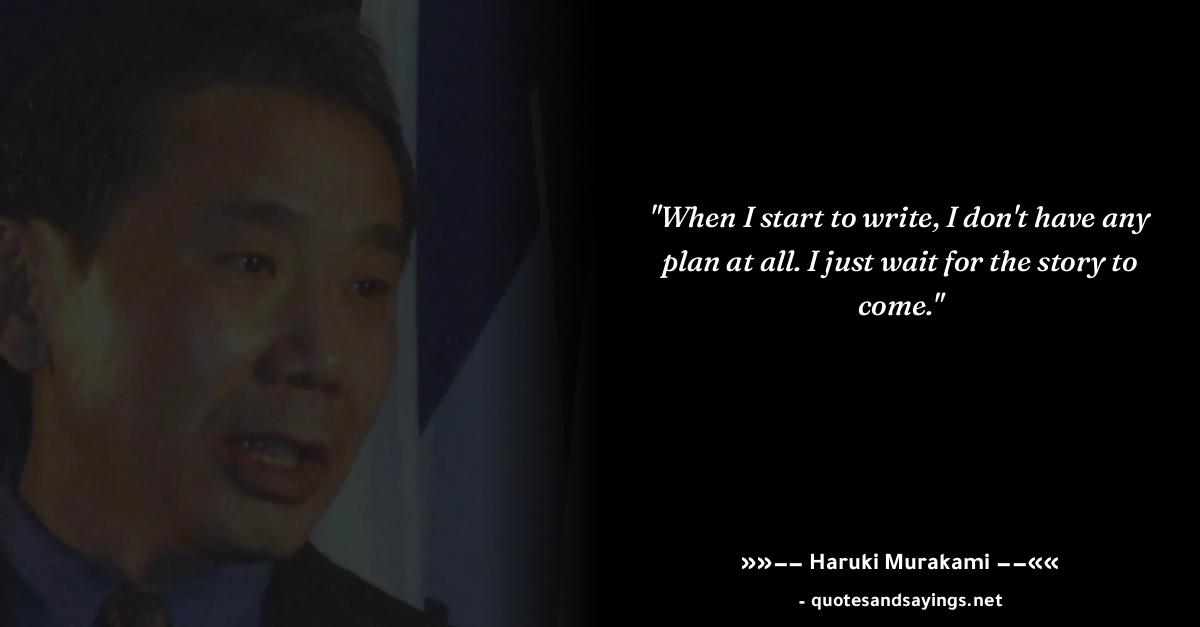 "When I start to write, I don't have any
plan at all. I just wait for the story to
come."
»»−− Haruki Murakami −−««
- quotesandsayings.net